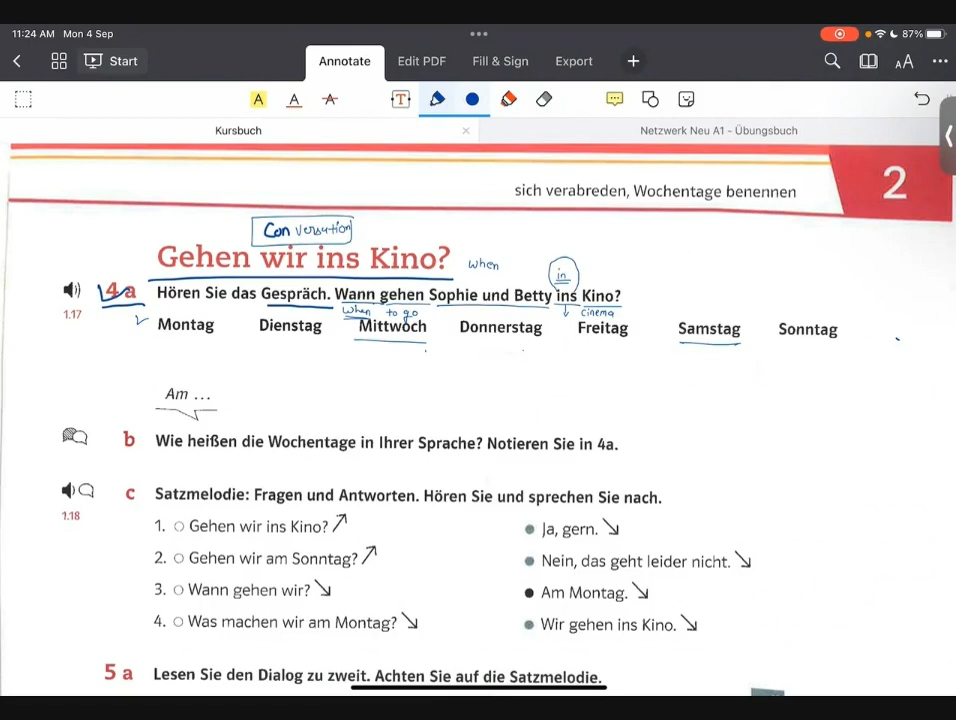 11:24 AM Mon 4 Sep
87%
Start
Annotate
Edit PDF
Fill & Sign
Export
A A A T
AA
Kursbuch
Netzwerk Neu A1 - Übungsbuch
sich verabreden, Wochentage benennen
2
Conversation
Gehen wir ins Kino?
when
in
4 a Hören Sie das Gespräch. Wann gehen Sophie und Betty ins Kino?
1.17
when to go cinema
Montag Dienstag Mittwoch Donnerstag Freitag Samstag Sonntag
Am ...
b Wie heißen die Wochentage in Ihrer Sprache? Notieren Sie in 4a.
c Satzmelodie: Fragen und Antworten. Hören Sie und sprechen Sie nach.
1.18
1. Gehen wir ins Kino? ↗ Ja, gern. ↘
2. Gehen wir am Sonntag? ↗ Nein, das geht leider nicht. ↘
3. Wann gehen wir? ↘ Am Montag. ↘
4. Was machen wir am Montag? ↘ Wir gehen ins Kino. ↘
5 a Lesen Sie den Dialog zu zweit. Achten Sie auf die Satzmelodie.